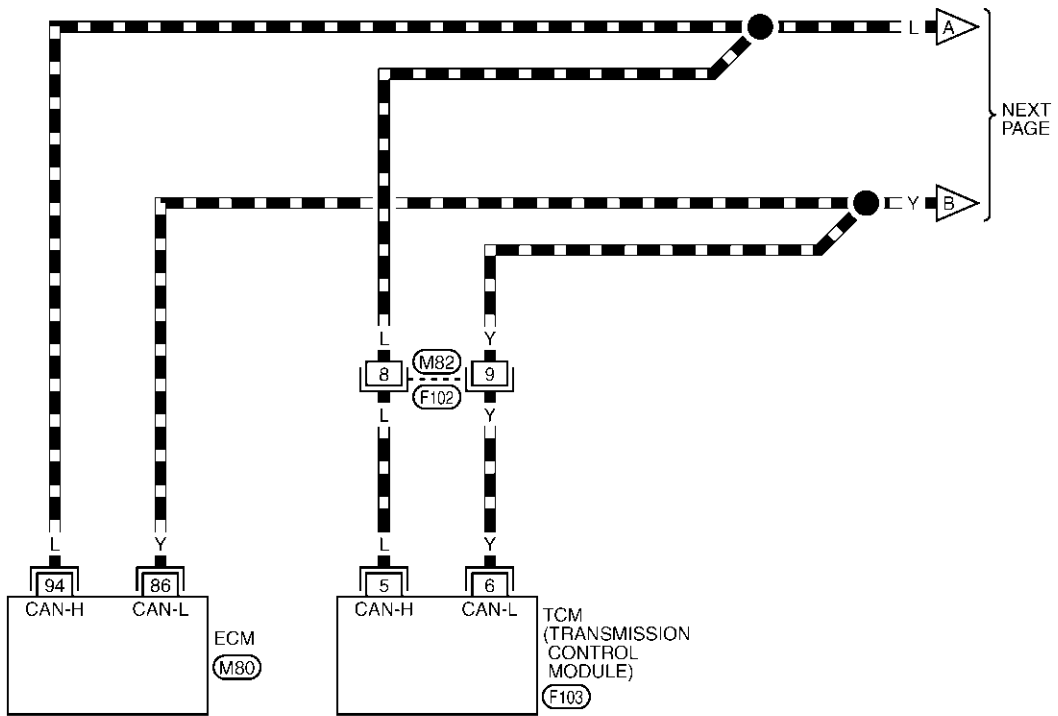 L
A
NEXT
PAGE
Y
B
L
Y
8
M82
9
F102
L
Y
L
Y
L
Y
94
86
5
6
CAN-H
CAN-L
CAN-H
CAN-L
ECM
M80
TCM
(TRANSMISSION
CONTROL
MODULE)
F103